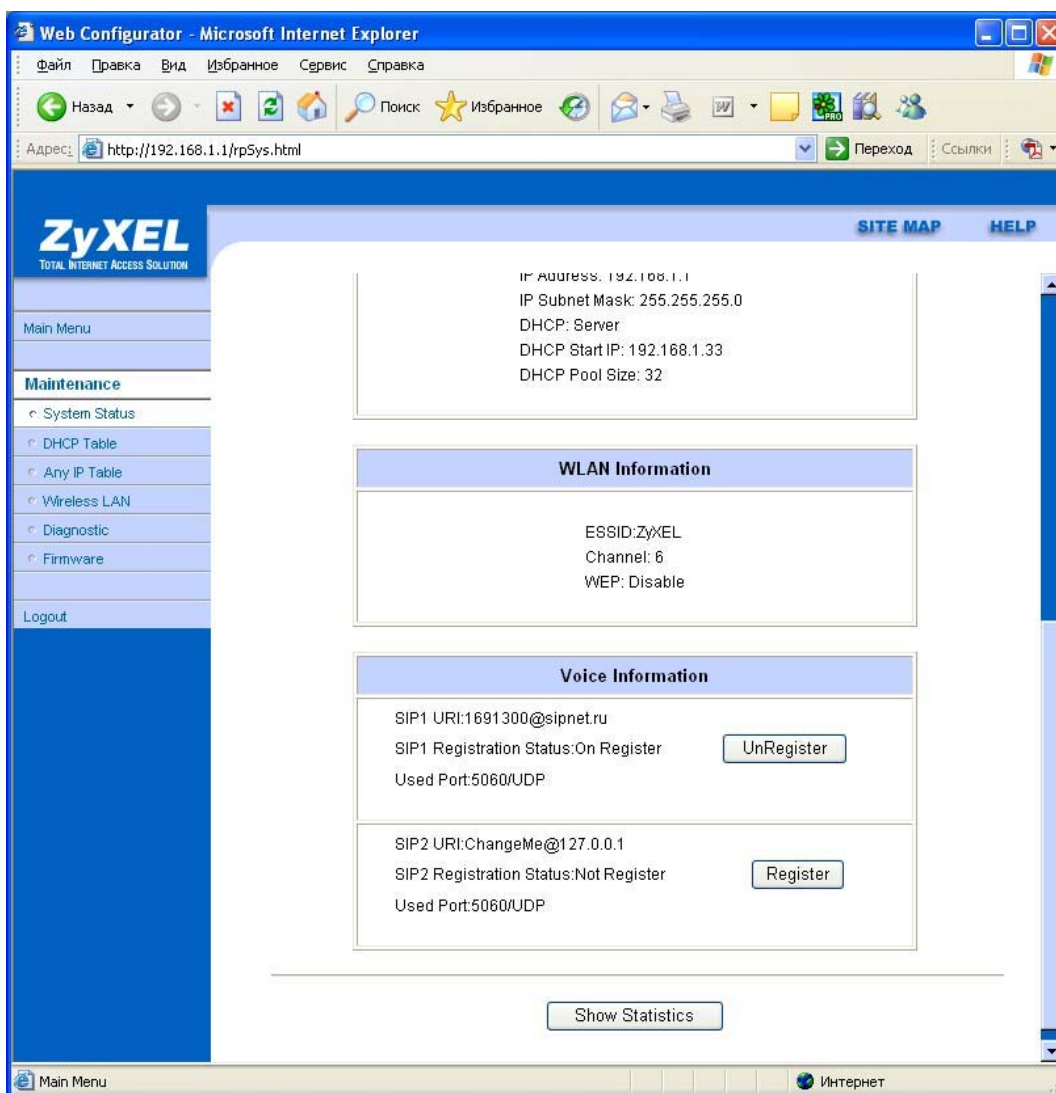 Web Configurator - Microsoft Internet Explorer
Файл Правка Вид Избранное Сервис Справка
Назад Поиск Избранное
Адрес: http://192.168.1.1/rpSys.html Переход Ссылки
ZyXEL
TOTAL INTERNET ACCESS SOLUTION
SITE MAP HELP
Main Menu
Maintenance
System Status
DHCP Table
Any IP Table
Wireless LAN
Diagnostic
Firmware
Logout
IP Address: 192.168.1.1
IP Subnet Mask: 255.255.255.0
DHCP: Server
DHCP Start IP: 192.168.1.33
DHCP Pool Size: 32
WLAN Information
ESSID:ZyXEL
Channel: 6
WEP: Disable
Voice Information
SIP1 URI:1691300@sipnet.ru
SIP1 Registration Status:On Register UnRegister
Used Port:5060/UDP
SIP2 URI:ChangeMe@127.0.0.1
SIP2 Registration Status:Not Register Register
Used Port:5060/UDP
Show Statistics
Main Menu Интернет